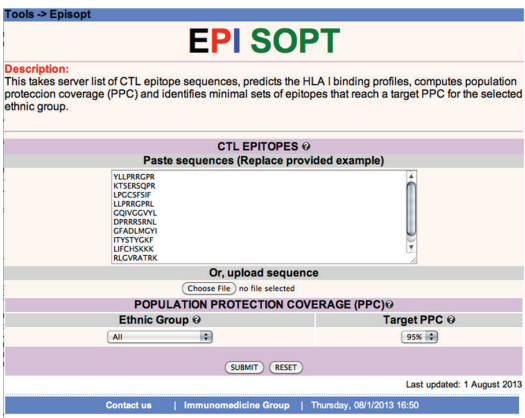 Tools -> Episopt
EPI SOPT
Description:
This takes server list of CTL epitope sequences, predicts the HLA I binding profiles, computes population
proteccion coverage (PPC) and identifies minimal sets of epitopes that reach a target PPC for the selected
ethnic group.
CTL EPITOPES ?
Paste sequences (Replace provided example)
YLLPRRGPR
KTSERSQPR
LPGCSFSIF
LLPRRGPRL
GQIVGGVYL
DPRRRSRNL
GFADLMGYI
ITYSTYGKF
LIFCHSKKK
RLGVRATRK
Or, upload sequence
Choose File no file selected
POPULATION PROTECTION COVERAGE (PPC)?
Ethnic Group ? Target PPC ?
All 95%
SUBMIT RESET
Last updated: 1 August 2013
Contact us | Immunomedicine Group | Thursday, 08/1/2013 16:50